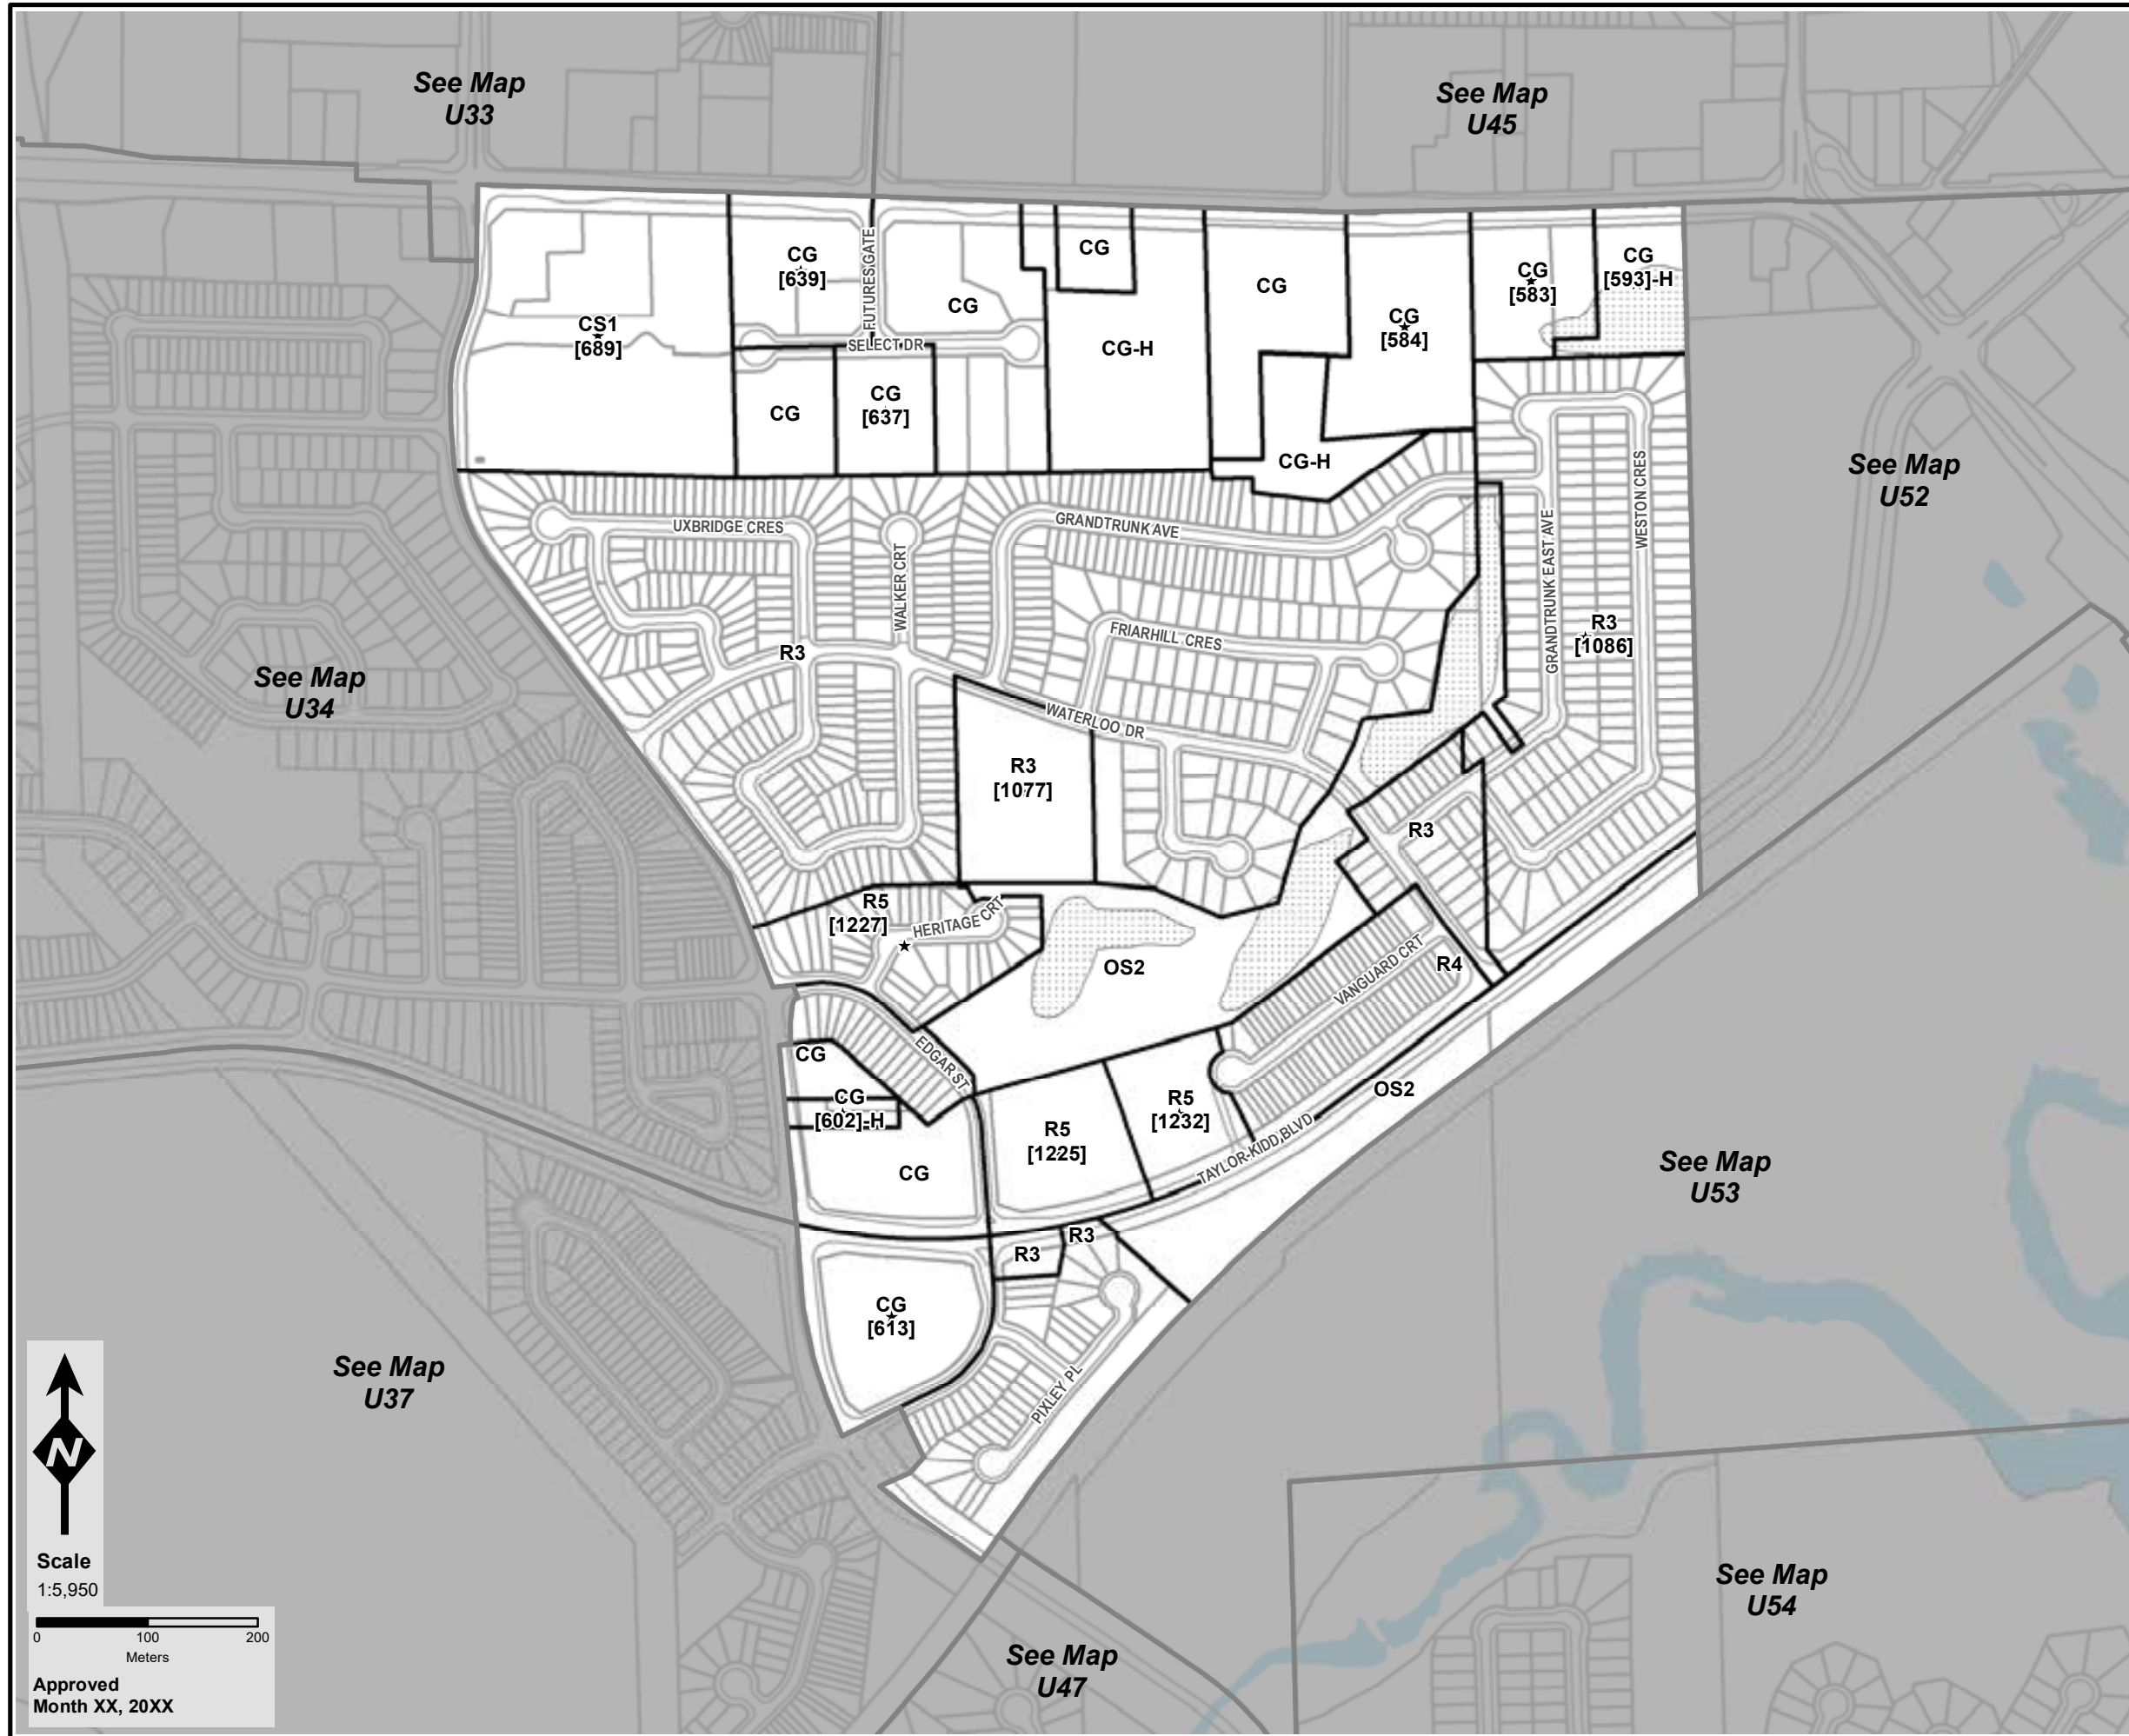 See Map
U33
See Map
U45
CG
[639]
FUTURES GATE
CG
CG
CG
CG
[583]
CG
[593]-H
CS1
[689]
SELECT DR
CG-H
CG
[584]
CG
CG
[637]
CG-H
See Map
U52
UXBRIDGE CRES
WALKER CRT
GRANDTRUNK AVE
GRANDTRUNK EAST AVE
WESTON CRES
FRIARHILL CRES
R3
R3
[1086]
See Map
U34
WATERLOO DR
R3
[1077]
R3
R5
[1227]
HERITAGE CRT
OS2
VANGUARD CRT
R4
EDGAR ST
CG
CG
[602]-H
OS2
R5
[1232]
R5
[1225]
TAYLOR-KIDD BLVD
CG
See Map
U53
R3
R3
CG
[613]
PIXLEY PL
See Map
U37
N
Scale
1:5,950
0 100 200
Meters
Approved
Month XX, 20XX
See Map
U54
See Map
U47